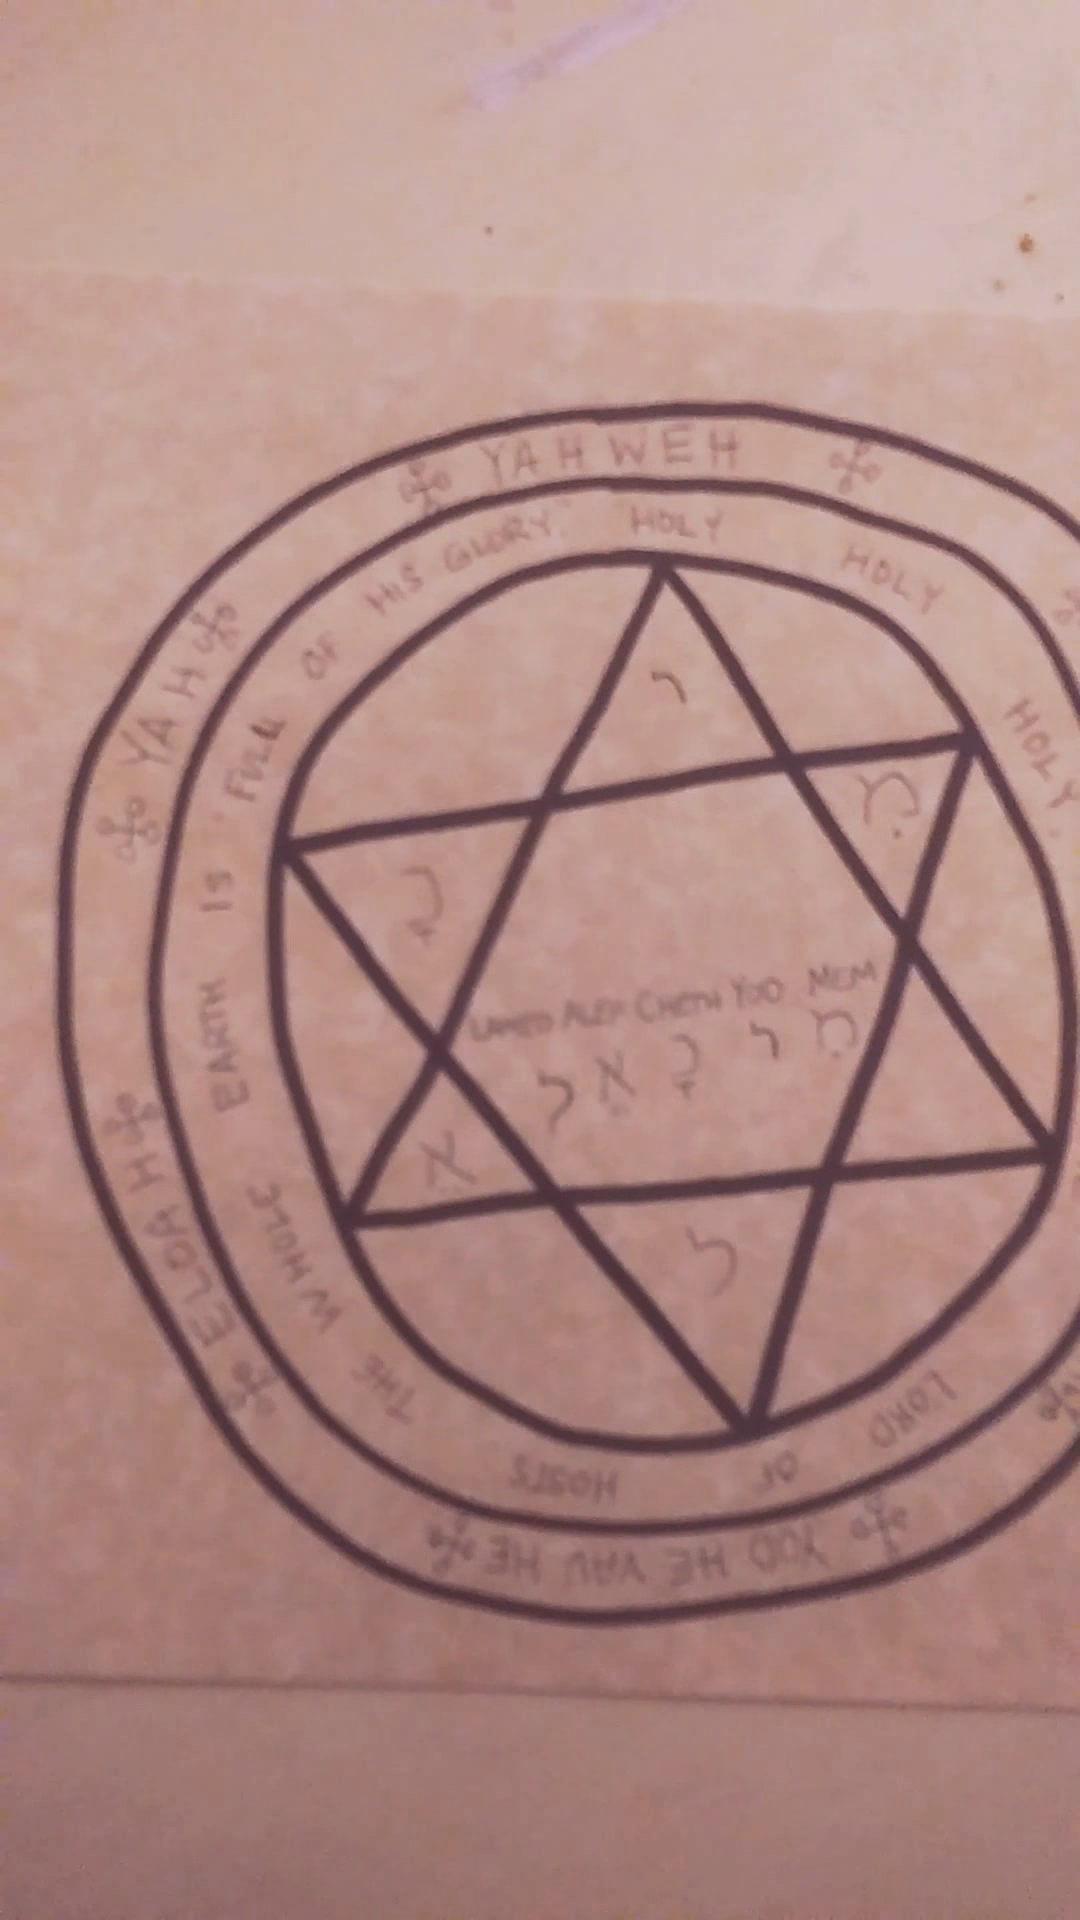 YAHWEH
YAH
ELOAH
YOD HE VAU HE
HOLY HOLY HOLY
LORD OF HOSTS
THE WHOLE EARTH IS FULL OF HIS GLORY
LAMED ALEF CHETH YOD MEM